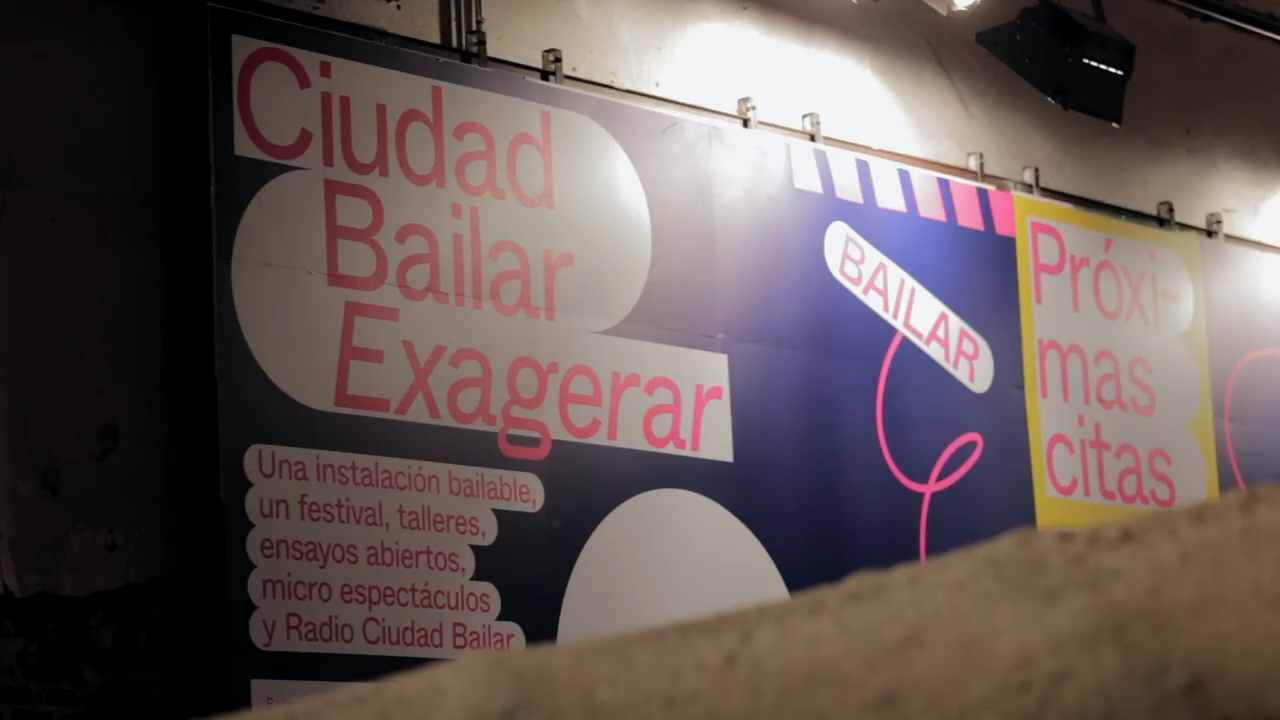 Ciudad
Bailar
Exagerar
Una instalación bailable,
un festival, talleres,
ensayos abiertos,
micro espectáculos
y Radio Ciudad Bailar
BAILAR
Próxi-
mas
citas